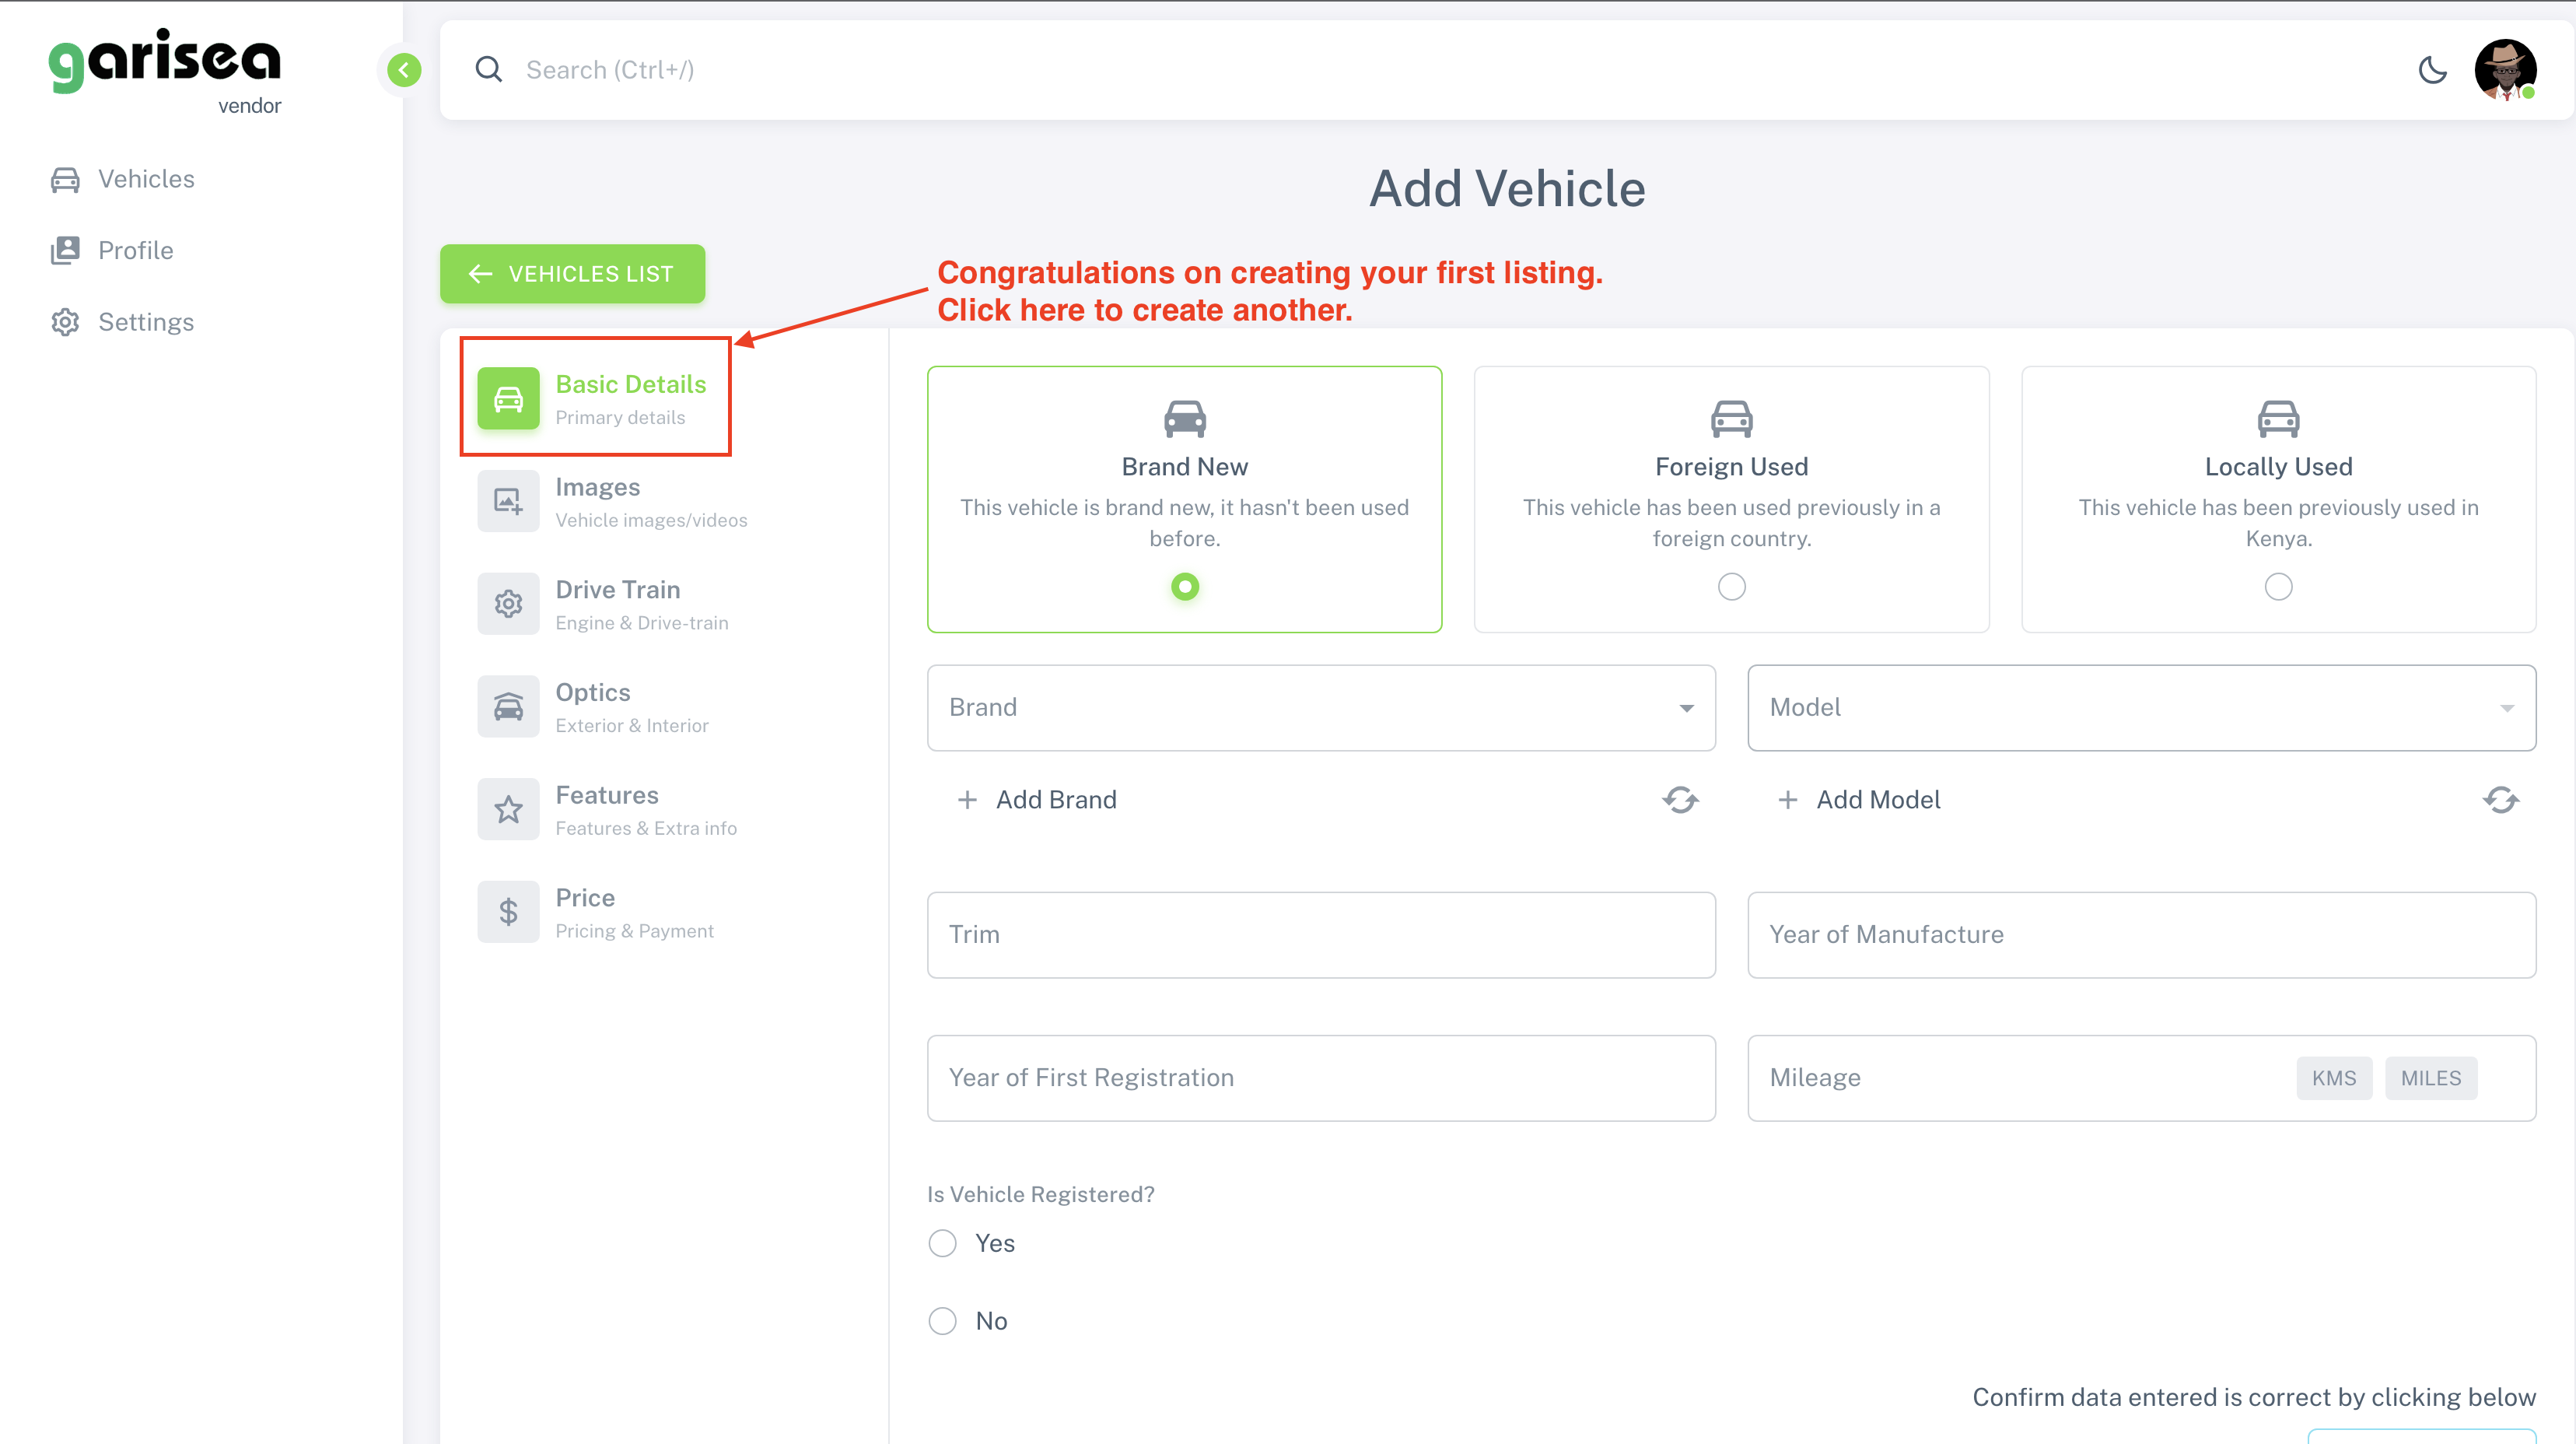 garisea
vendor
Search (Ctrl+/)
Vehicles
Profile
Settings
Add Vehicle
VEHICLES LIST
Congratulations on creating your first listing.
Click here to create another.
Basic Details
Primary details
Images
Vehicle images/videos
Drive Train
Engine & Drive-train
Optics
Exterior & Interior
Features
Features & Extra info
Price
Pricing & Payment
Brand New
This vehicle is brand new, it hasn't been used
before.
Foreign Used
This vehicle has been used previously in a
foreign country.
Locally Used
This vehicle has been previously used in
Kenya.
Brand
Model
Add Brand
Add Model
Trim
Year of Manufacture
Year of First Registration
Mileage KMS MILES
Is Vehicle Registered?
Yes
No
Confirm data entered is correct by clicking below